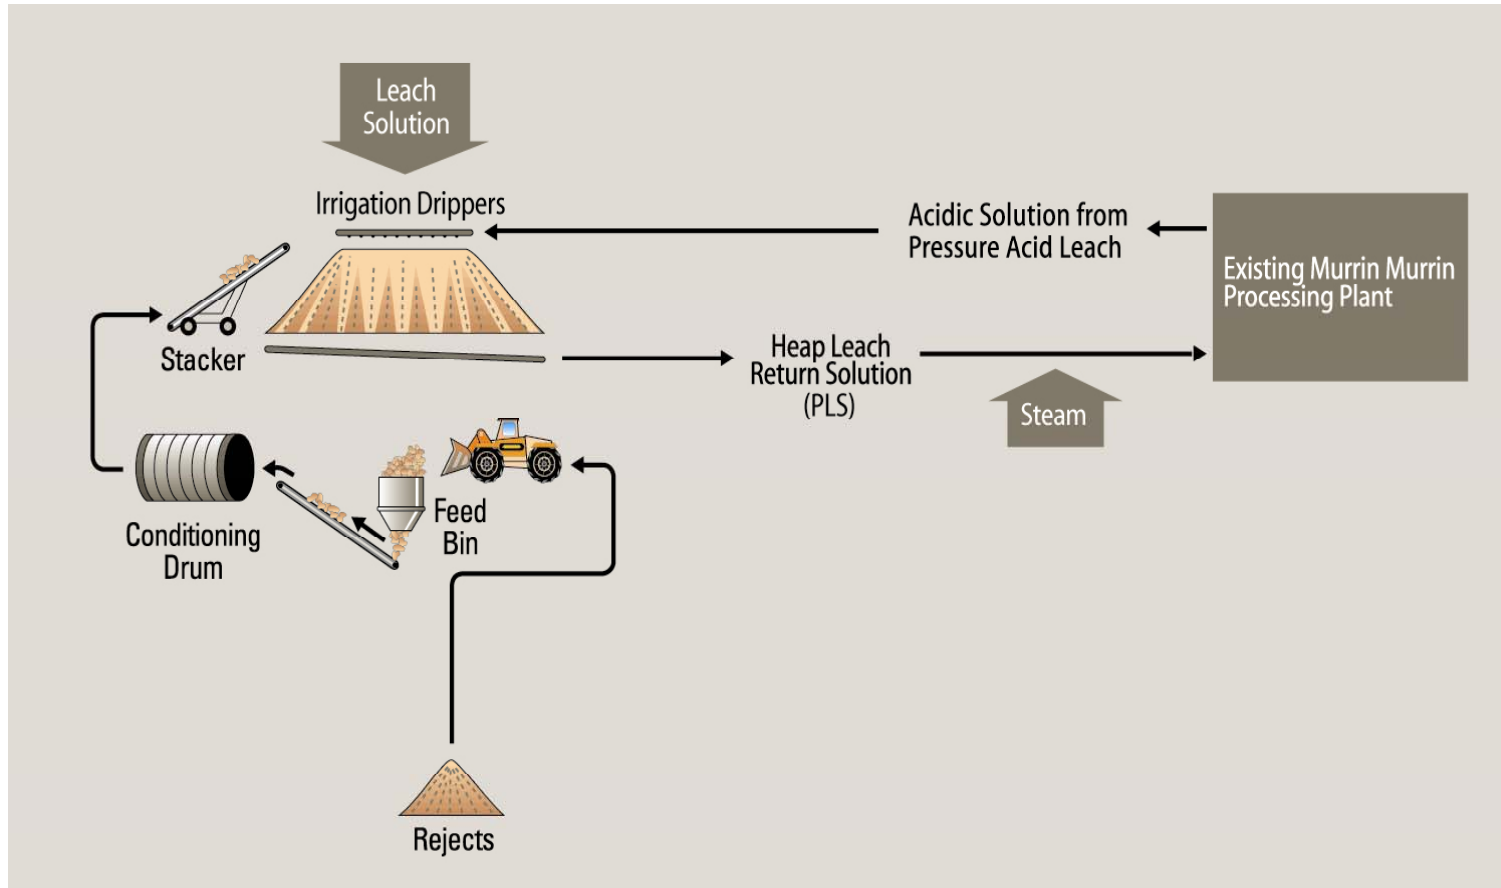 Leach
Solution
Irrigation Drippers
Acidic Solution from
Pressure Acid Leach
Existing Murrin Murrin
Processing Plant
Stacker
Heap Leach
Return Solution
(PLS)
Steam
Feed
Bin
Conditioning
Drum
Rejects